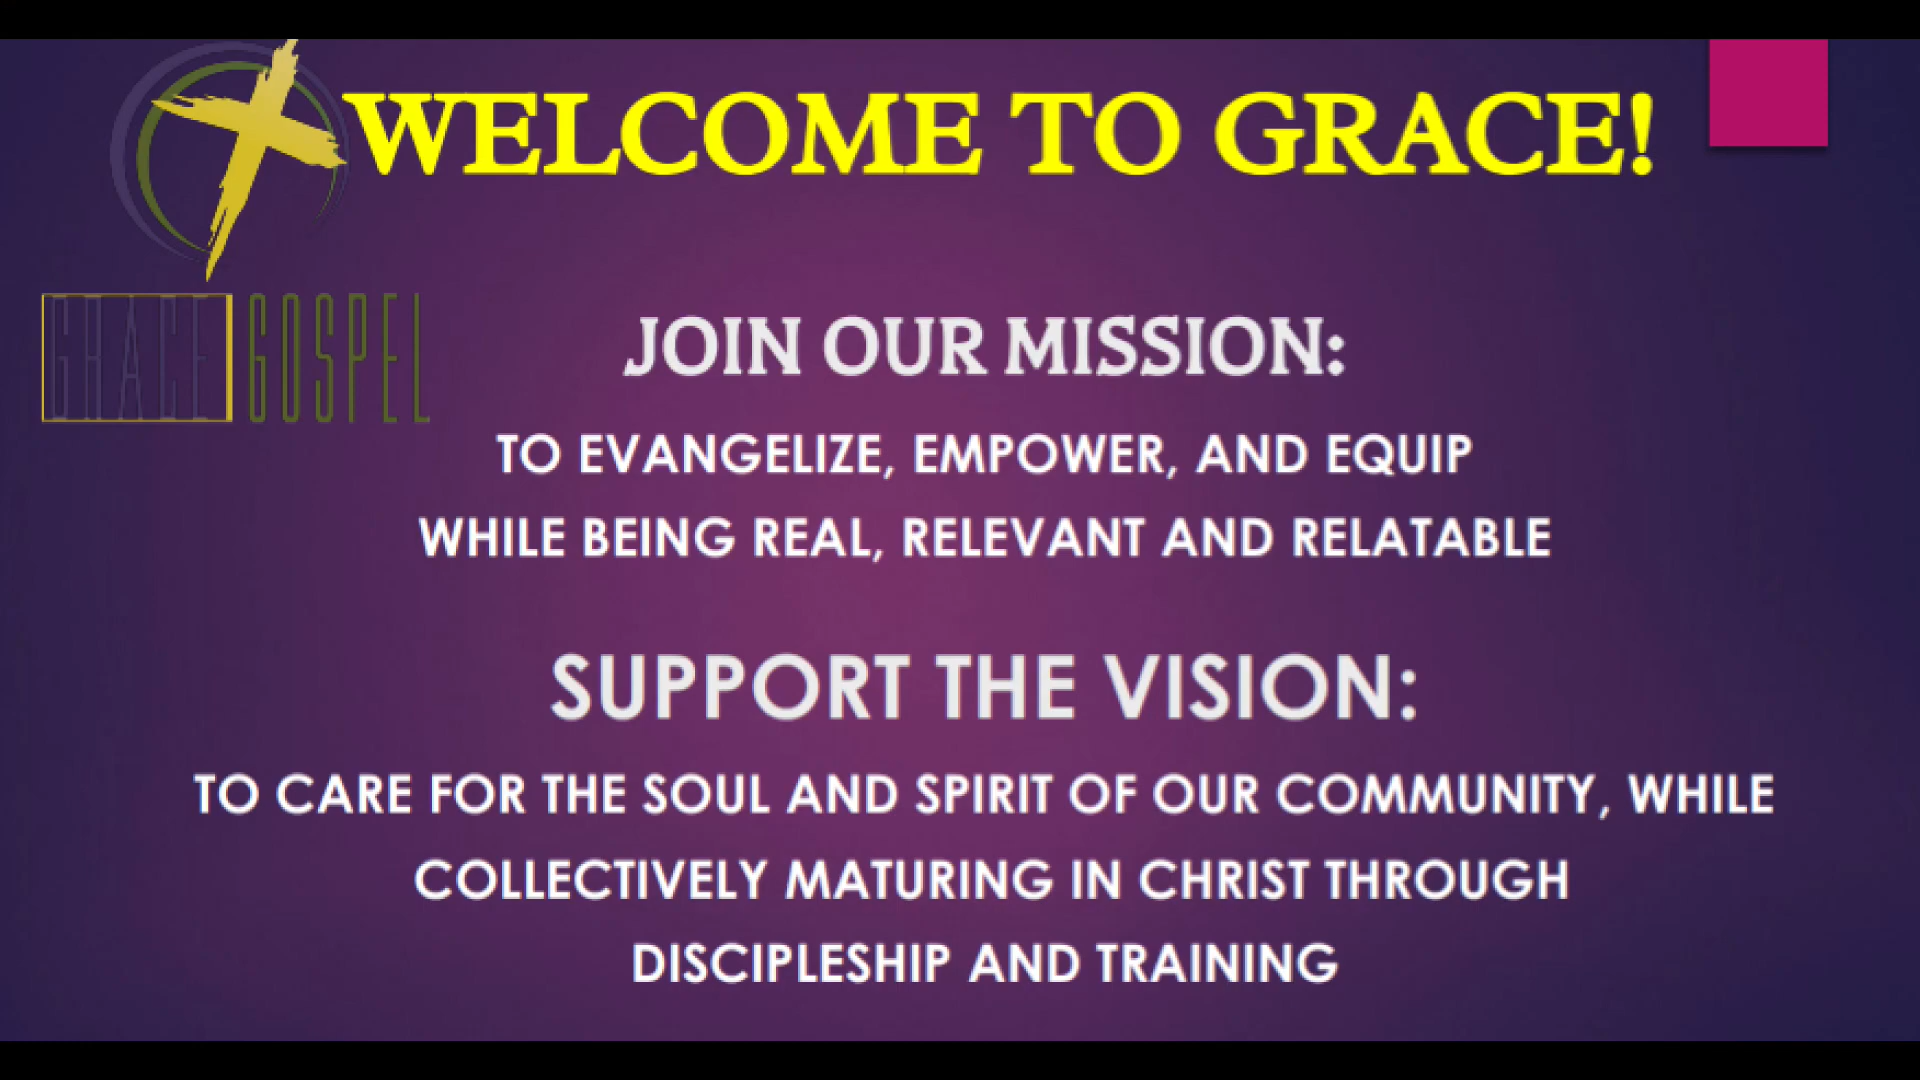 WELCOME TO GRACE!
GRACE GOSPEL
JOIN OUR MISSION:
TO EVANGELIZE, EMPOWER, AND EQUIP
WHILE BEING REAL, RELEVANT AND RELATABLE
SUPPORT THE VISION:
TO CARE FOR THE SOUL AND SPIRIT OF OUR COMMUNITY, WHILE
COLLECTIVELY MATURING IN CHRIST THROUGH
DISCIPLESHIP AND TRAINING